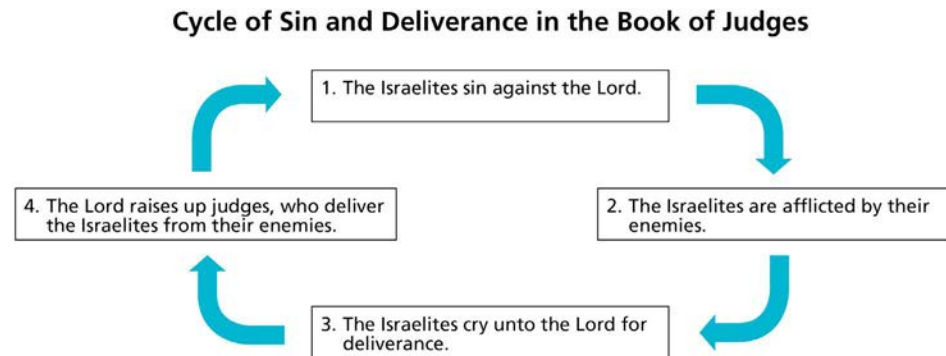 Cycle of Sin and Deliverance in the Book of Judges
1. The Israelites sin against the Lord.
2. The Israelites are afflicted by their
enemies.
3. The Israelites cry unto the Lord for
deliverance.
4. The Lord raises up judges, who deliver
the Israelites from their enemies.